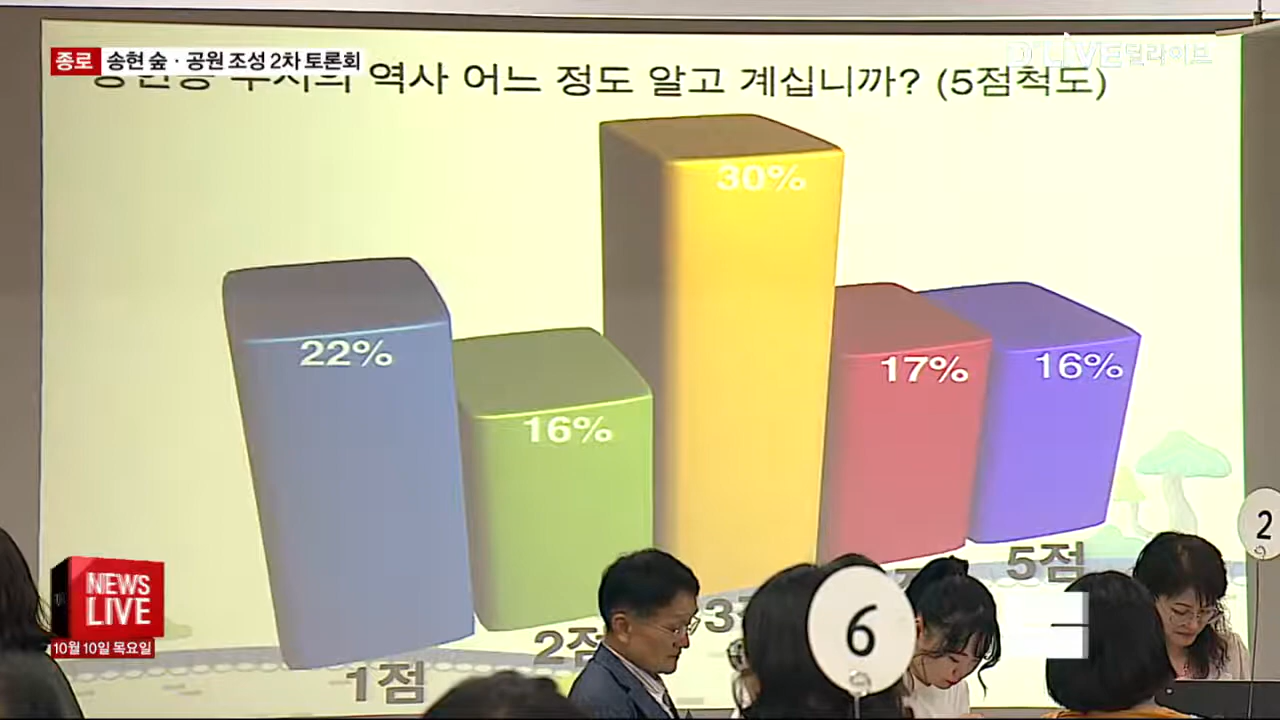 종로 송현 숲·공원 조성 2차 토론회
D'LIVE 딜라이브
역사 어느 정도 알고 계십니까? (5점척도)
30%
22%
16%
17%
16%
1점
2점
3
5점
6
2
NEWS
LIVE
10월 10일 목요일